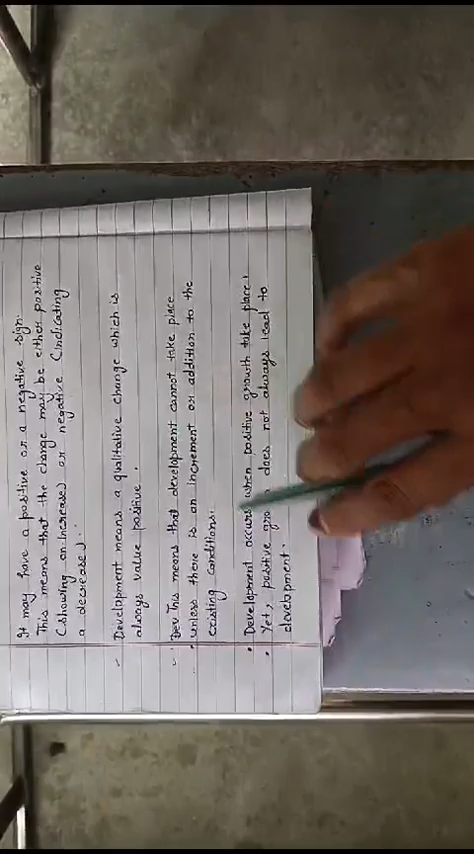 It may have a positive or a negative sign.
This means that the change may be either positive
(showing an increase) or negative (indicating
a decrease).
Development means a qualitative change which is
always value positive.
Dev This means that development cannot take place
unless there is an increment or addition to the
existing conditions.
• Development occurs when positive growth take place.
• Yet, positive does not always lead to
development.